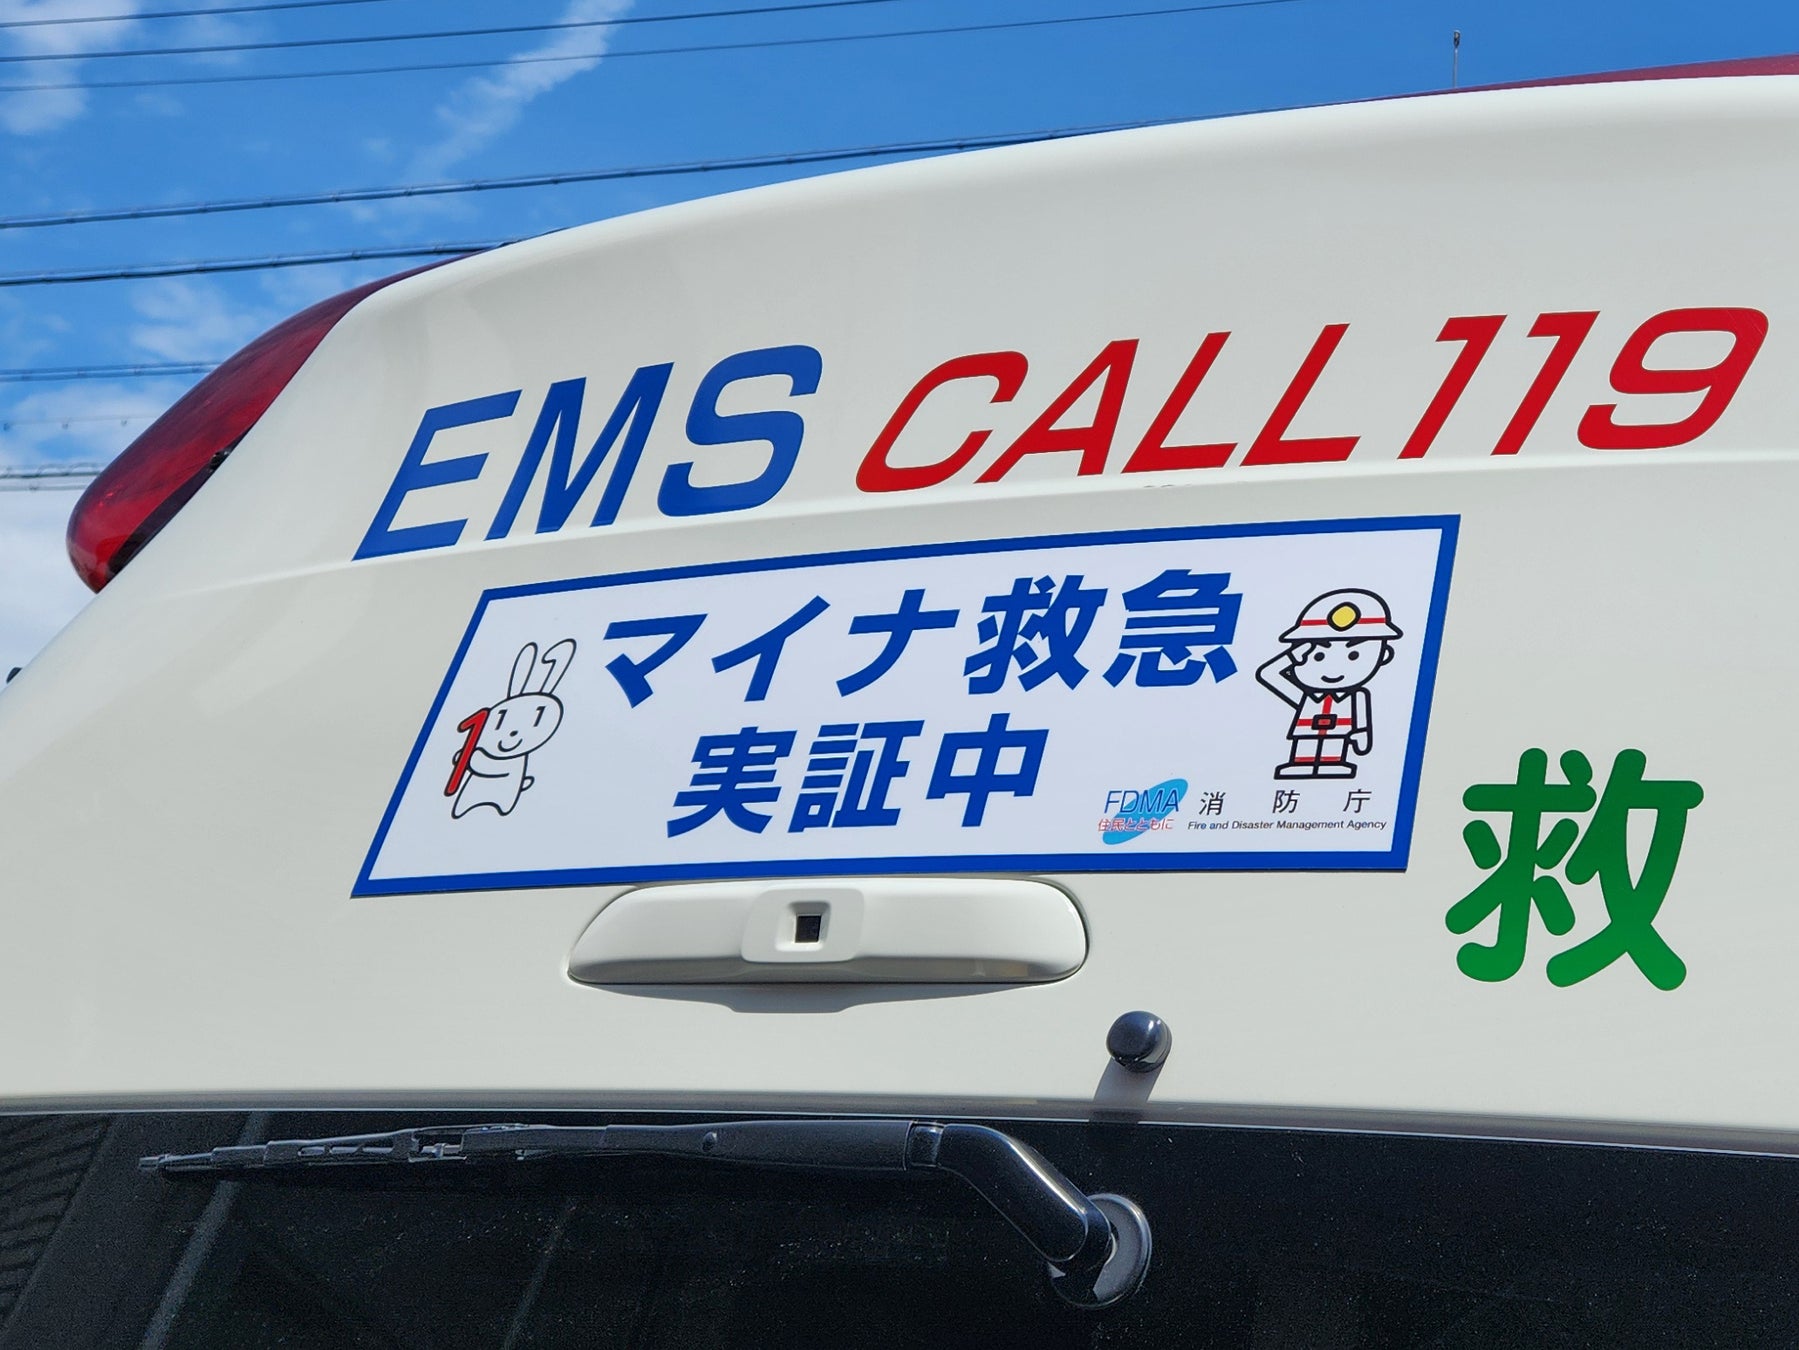 EMS CALL 119
マイナ救急
実証中
FDMA
住民とともに
消防庁
Fire and Disaster Management Agency
救